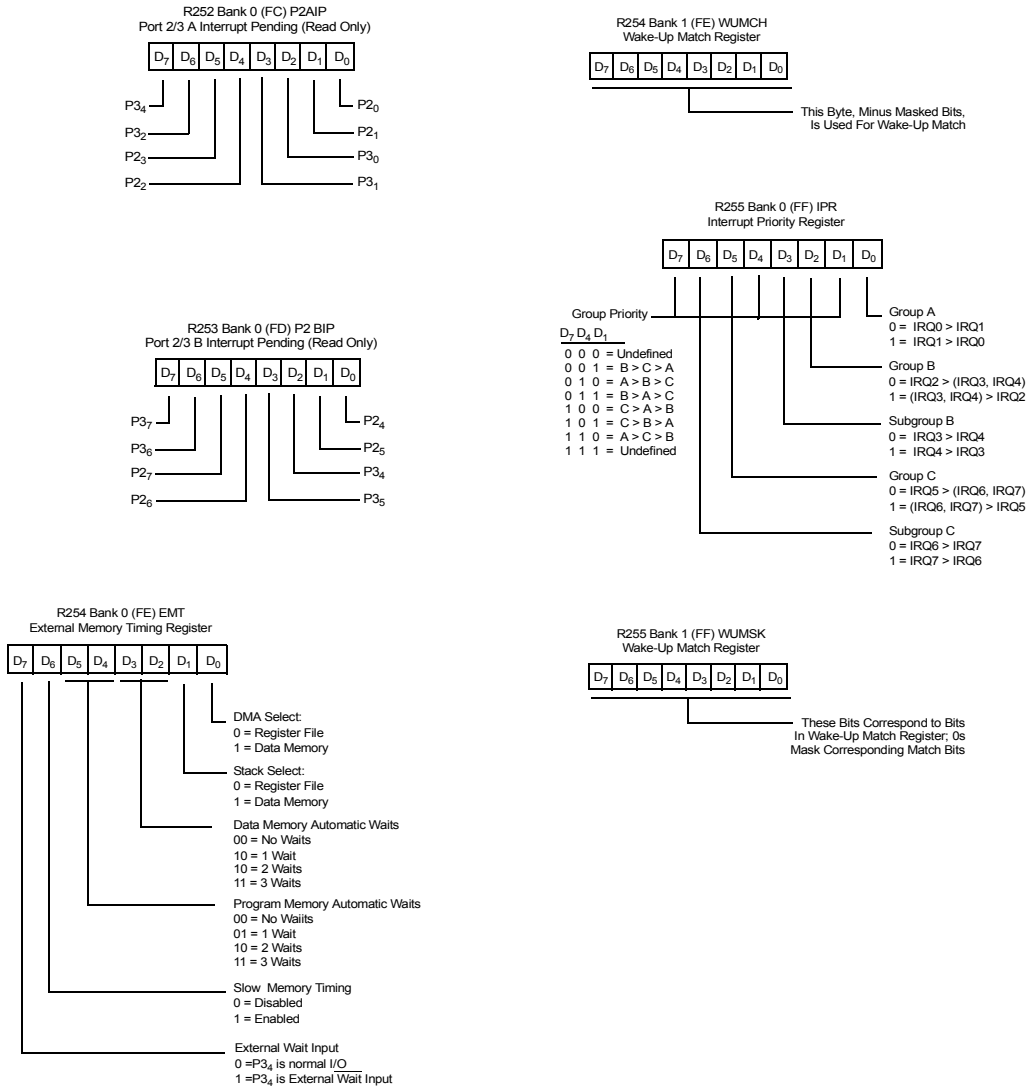 R252 Bank 0 (FC) P2AIP
Port 2/3 A Interrupt Pending (Read Only)
D7 D6 D5 D4 D3 D2 D1 D0
P34
P32
P23
P22
P20
P21
P30
P31
R253 Bank 0 (FD) P2 BIP
Port 2/3 B Interrupt Pending (Read Only)
D7 D6 D5 D4 D3 D2 D1 D0
P37
P36
P27
P26
P24
P25
P34
P35
R254 Bank 0 (FE) EMT
External Memory Timing Register
D7 D6 D5 D4 D3 D2 D1 D0
DMA Select:
0 = Register File
1 = Data Memory
Stack Select:
0 = Register File
1 = Data Memory
Data Memory Automatic Waits
00 = No Waits
10 = 1 Wait
10 = 2 Waits
11 = 3 Waits
Program Memory Automatic Waits
00 = No Waiits
01 = 1 Wait
10 = 2 Waits
11 = 3 Waits
Slow Memory Timing
0 = Disabled
1 = Enabled
External Wait Input
0 =P34 is normal I/O
1 =P34 is External Wait Input
R254 Bank 1 (FE) WUMCH
Wake-Up Match Register
D7 D6 D5 D4 D3 D2 D1 D0
This Byte, Minus Masked Bits,
Is Used For Wake-Up Match
R255 Bank 0 (FF) IPR
Interrupt Priority Register
D7 D6 D5 D4 D3 D2 D1 D0
Group Priority
D7 D4 D1
0 0 0 = Undefined
0 0 1 = B > C > A
0 1 0 = A > B > C
0 1 1 = B > A > C
1 0 0 = C > A > B
1 0 1 = C > B > A
1 1 0 = A > C > B
1 1 1 = Undefined
Group A
0 = IRQ0 > IRQ1
1 = IRQ1 > IRQ0
Group B
0 = IRQ2 > (IRQ3, IRQ4)
1 = (IRQ3, IRQ4) > IRQ2
Subgroup B
0 = IRQ3 > IRQ4
1 = IRQ4 > IRQ3
Group C
0 = IRQ5 > (IRQ6, IRQ7)
1 = (IRQ6, IRQ7) > IRQ5
Subgroup C
0 = IRQ6 > IRQ7
1 = IRQ7 > IRQ6
R255 Bank 1 (FF) WUMSK
Wake-Up Match Register
D7 D6 D5 D4 D3 D2 D1 D0
These Bits Correspond to Bits
In Wake-Up Match Register; 0s
Mask Corresponding Match Bits